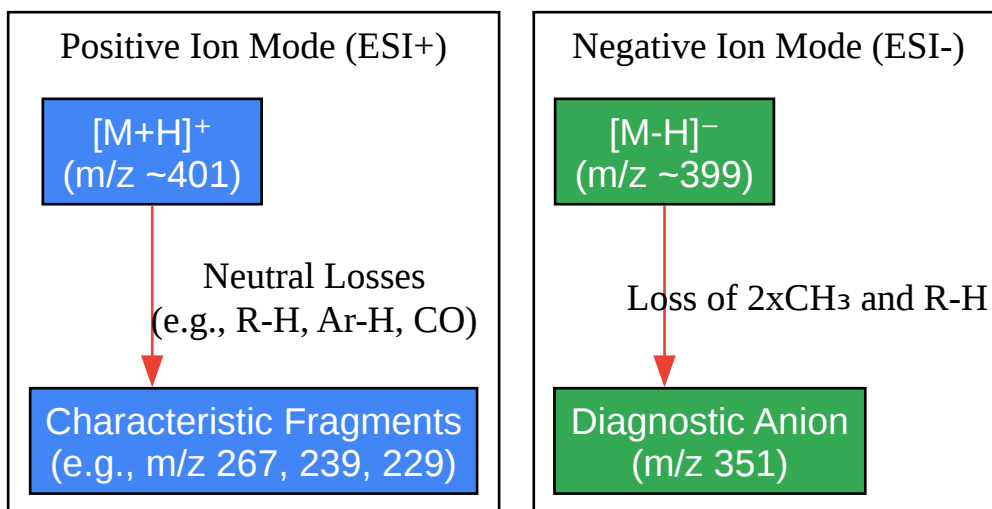 Positive Ion Mode (ESI+)
[M+H]⁺
(m/z ~401)
Neutral Losses
(e.g., R-H, Ar-H, CO)
Characteristic Fragments
(e.g., m/z 267, 239, 229)
Negative Ion Mode (ESI-)
[M-H]⁻
(m/z ~399)
Loss of 2xCH₃ and R-H
Diagnostic Anion
(m/z 351)